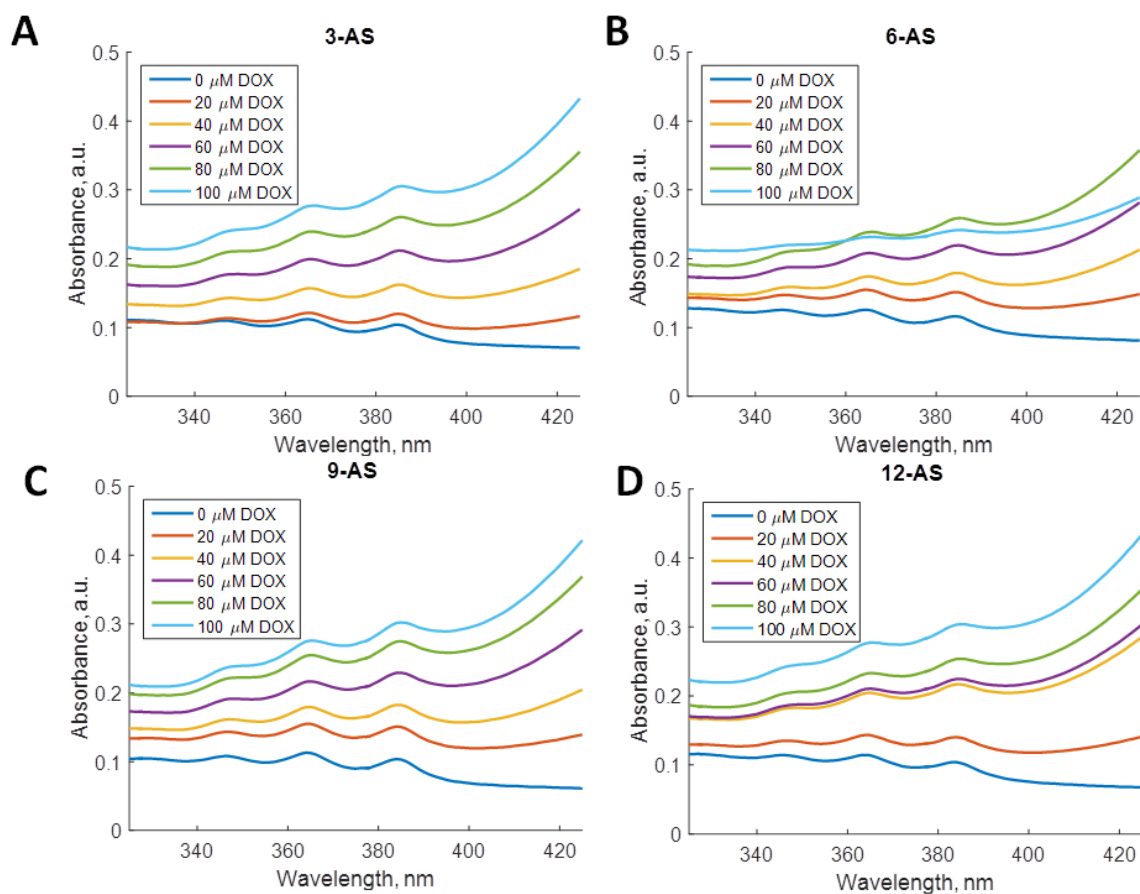 A
3-AS
0.5
0.4
0.3
0.2
0.1
0
Absorbance, a.u.
0 μM DOX
20 μM DOX
40 μM DOX
60 μM DOX
80 μM DOX
100 μM DOX
340 360 380 400 420
Wavelength, nm
B
6-AS
0.5
0.4
0.3
0.2
0.1
0
Absorbance, a.u.
0 μM DOX
20 μM DOX
40 μM DOX
60 μM DOX
80 μM DOX
100 μM DOX
340 360 380 400 420
Wavelength, nm
C
9-AS
0.5
0.4
0.3
0.2
0.1
0
Absorbance, a.u.
0 μM DOX
20 μM DOX
40 μM DOX
60 μM DOX
80 μM DOX
100 μM DOX
340 360 380 400 420
Wavelength, nm
D
12-AS
0.5
0.4
0.3
0.2
0.1
0
Absorbance, a.u.
0 μM DOX
20 μM DOX
40 μM DOX
60 μM DOX
80 μM DOX
100 μM DOX
340 360 380 400 420
Wavelength, nm